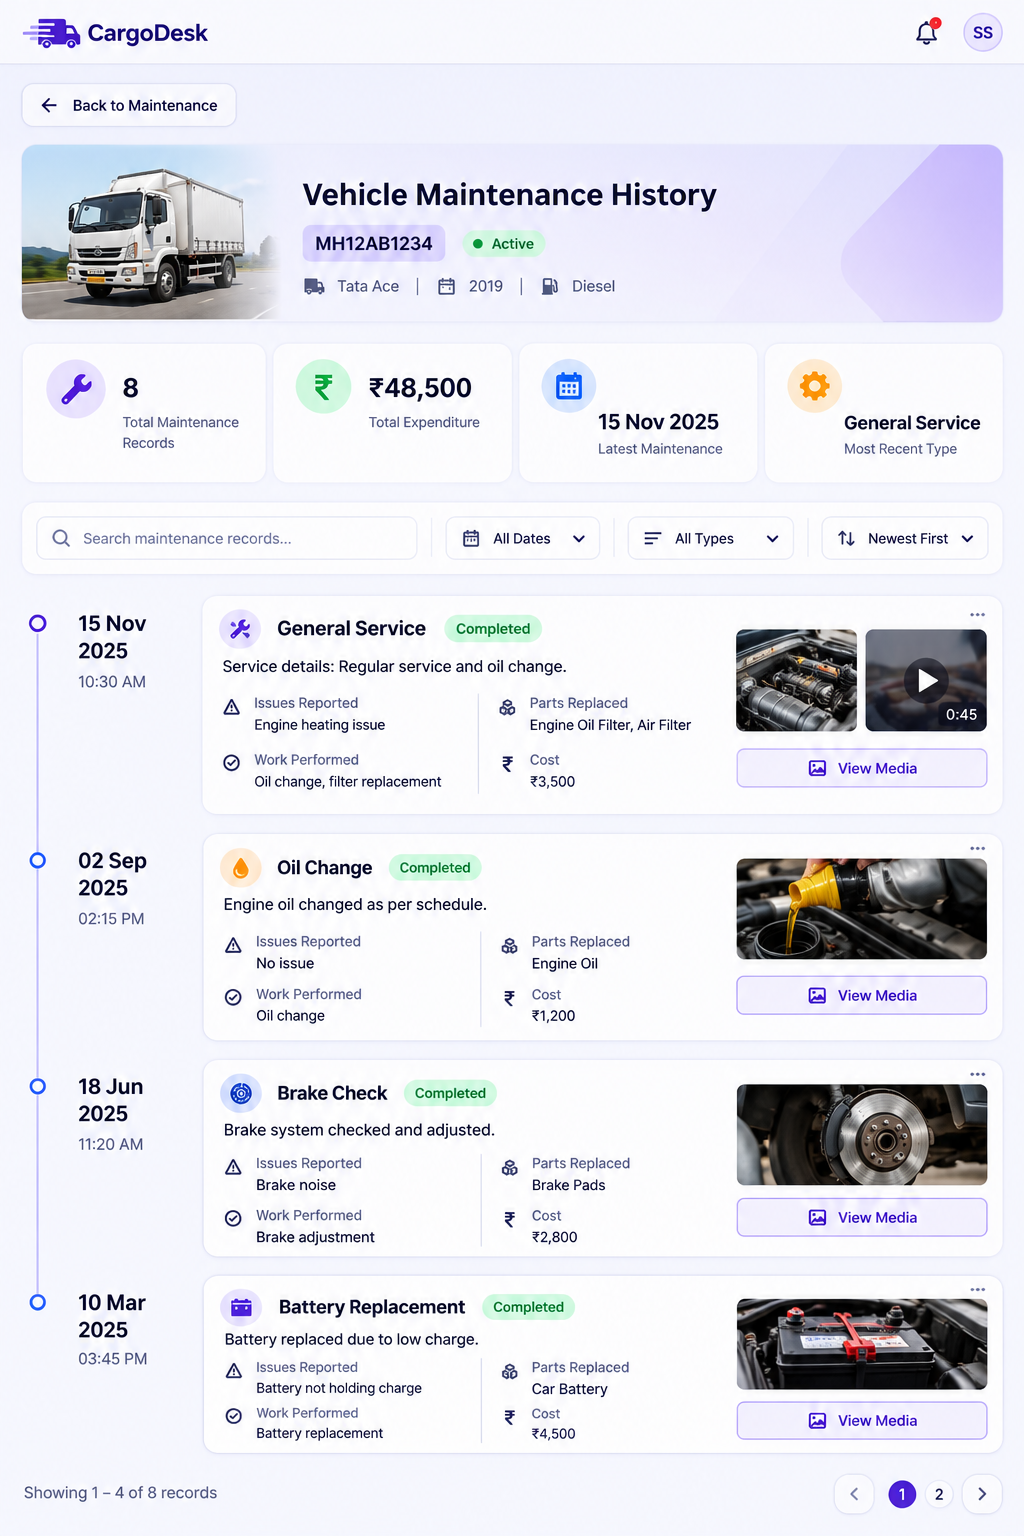 CargoDesk
SS
Back to Maintenance
Vehicle Maintenance History
MH12AB1234
Active
Tata Ace | 2019 | Diesel
8
Total Maintenance
Records
₹48,500
Total Expenditure
15 Nov 2025
Latest Maintenance
General Service
Most Recent Type
Search maintenance records...
All Dates
All Types
Newest First
15 Nov
2025
10:30 AM
General Service
Completed
Service details: Regular service and oil change.
Issues Reported
Engine heating issue
Parts Replaced
Engine Oil Filter, Air Filter
Work Performed
Oil change, filter replacement
₹
Cost
₹3,500
0:45
View Media
02 Sep
2025
02:15 PM
Oil Change
Completed
Engine oil changed as per schedule.
Issues Reported
No issue
Parts Replaced
Engine Oil
Work Performed
Oil change
₹
Cost
₹1,200
View Media
18 Jun
2025
11:20 AM
Brake Check
Completed
Brake system checked and adjusted.
Issues Reported
Brake noise
Parts Replaced
Brake Pads
Work Performed
Brake adjustment
₹
Cost
₹2,800
View Media
10 Mar
2025
03:45 PM
Battery Replacement
Completed
Battery replaced due to low charge.
Issues Reported
Battery not holding charge
Parts Replaced
Car Battery
Work Performed
Battery replacement
₹
Cost
₹4,500
View Media
Showing 1 – 4 of 8 records
1
2